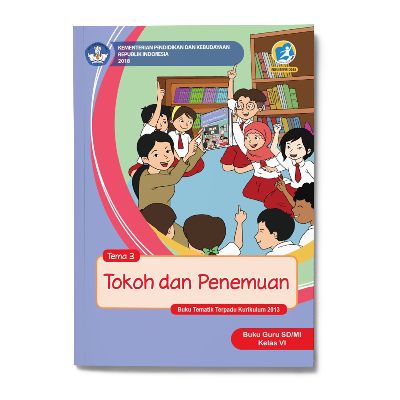 KEMENTERIAN PENDIDIKAN DAN KEBUDAYAAN
REPUBLIK INDONESIA
2018
Tema 3
Tokoh dan Penemuan
Buku Tematik Terpadu Kurikulum 2013
Buku Guru SD/MI
Kelas VI